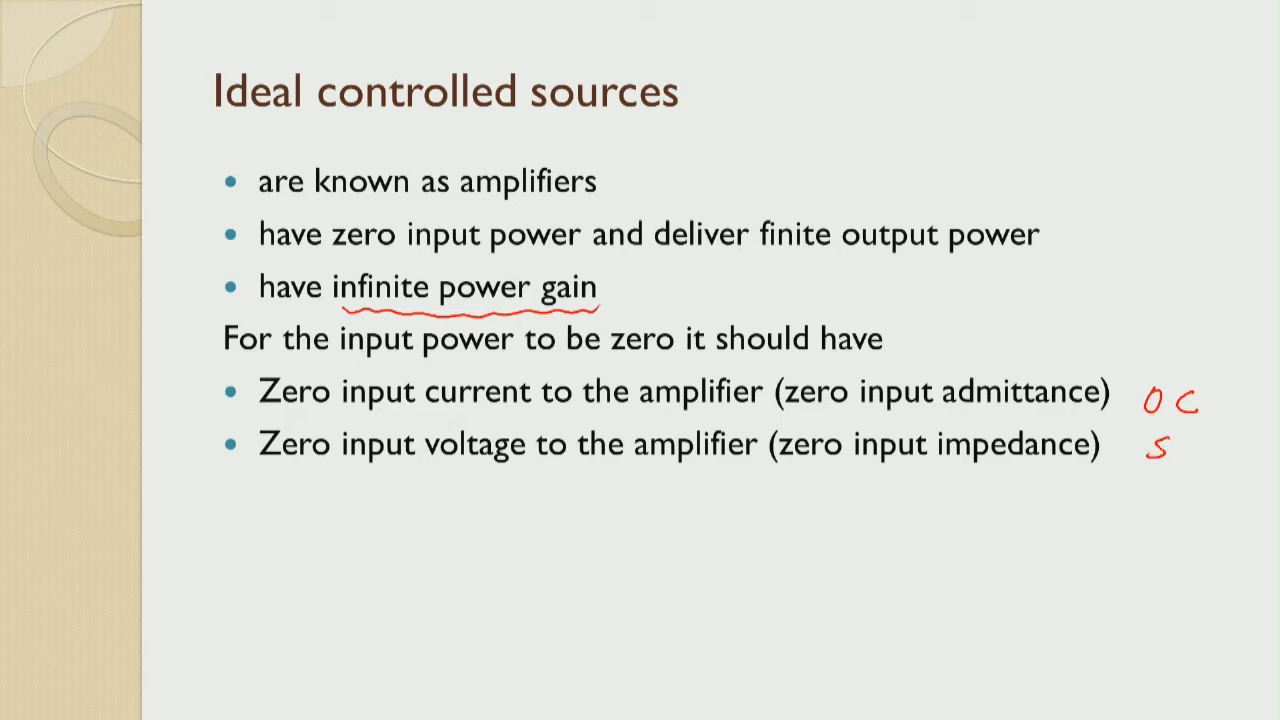 Ideal controlled sources
• are known as amplifiers
• have zero input power and deliver finite output power
• have infinite power gain
For the input power to be zero it should have
• Zero input current to the amplifier (zero input admittance) O C
• Zero input voltage to the amplifier (zero input impedance) S